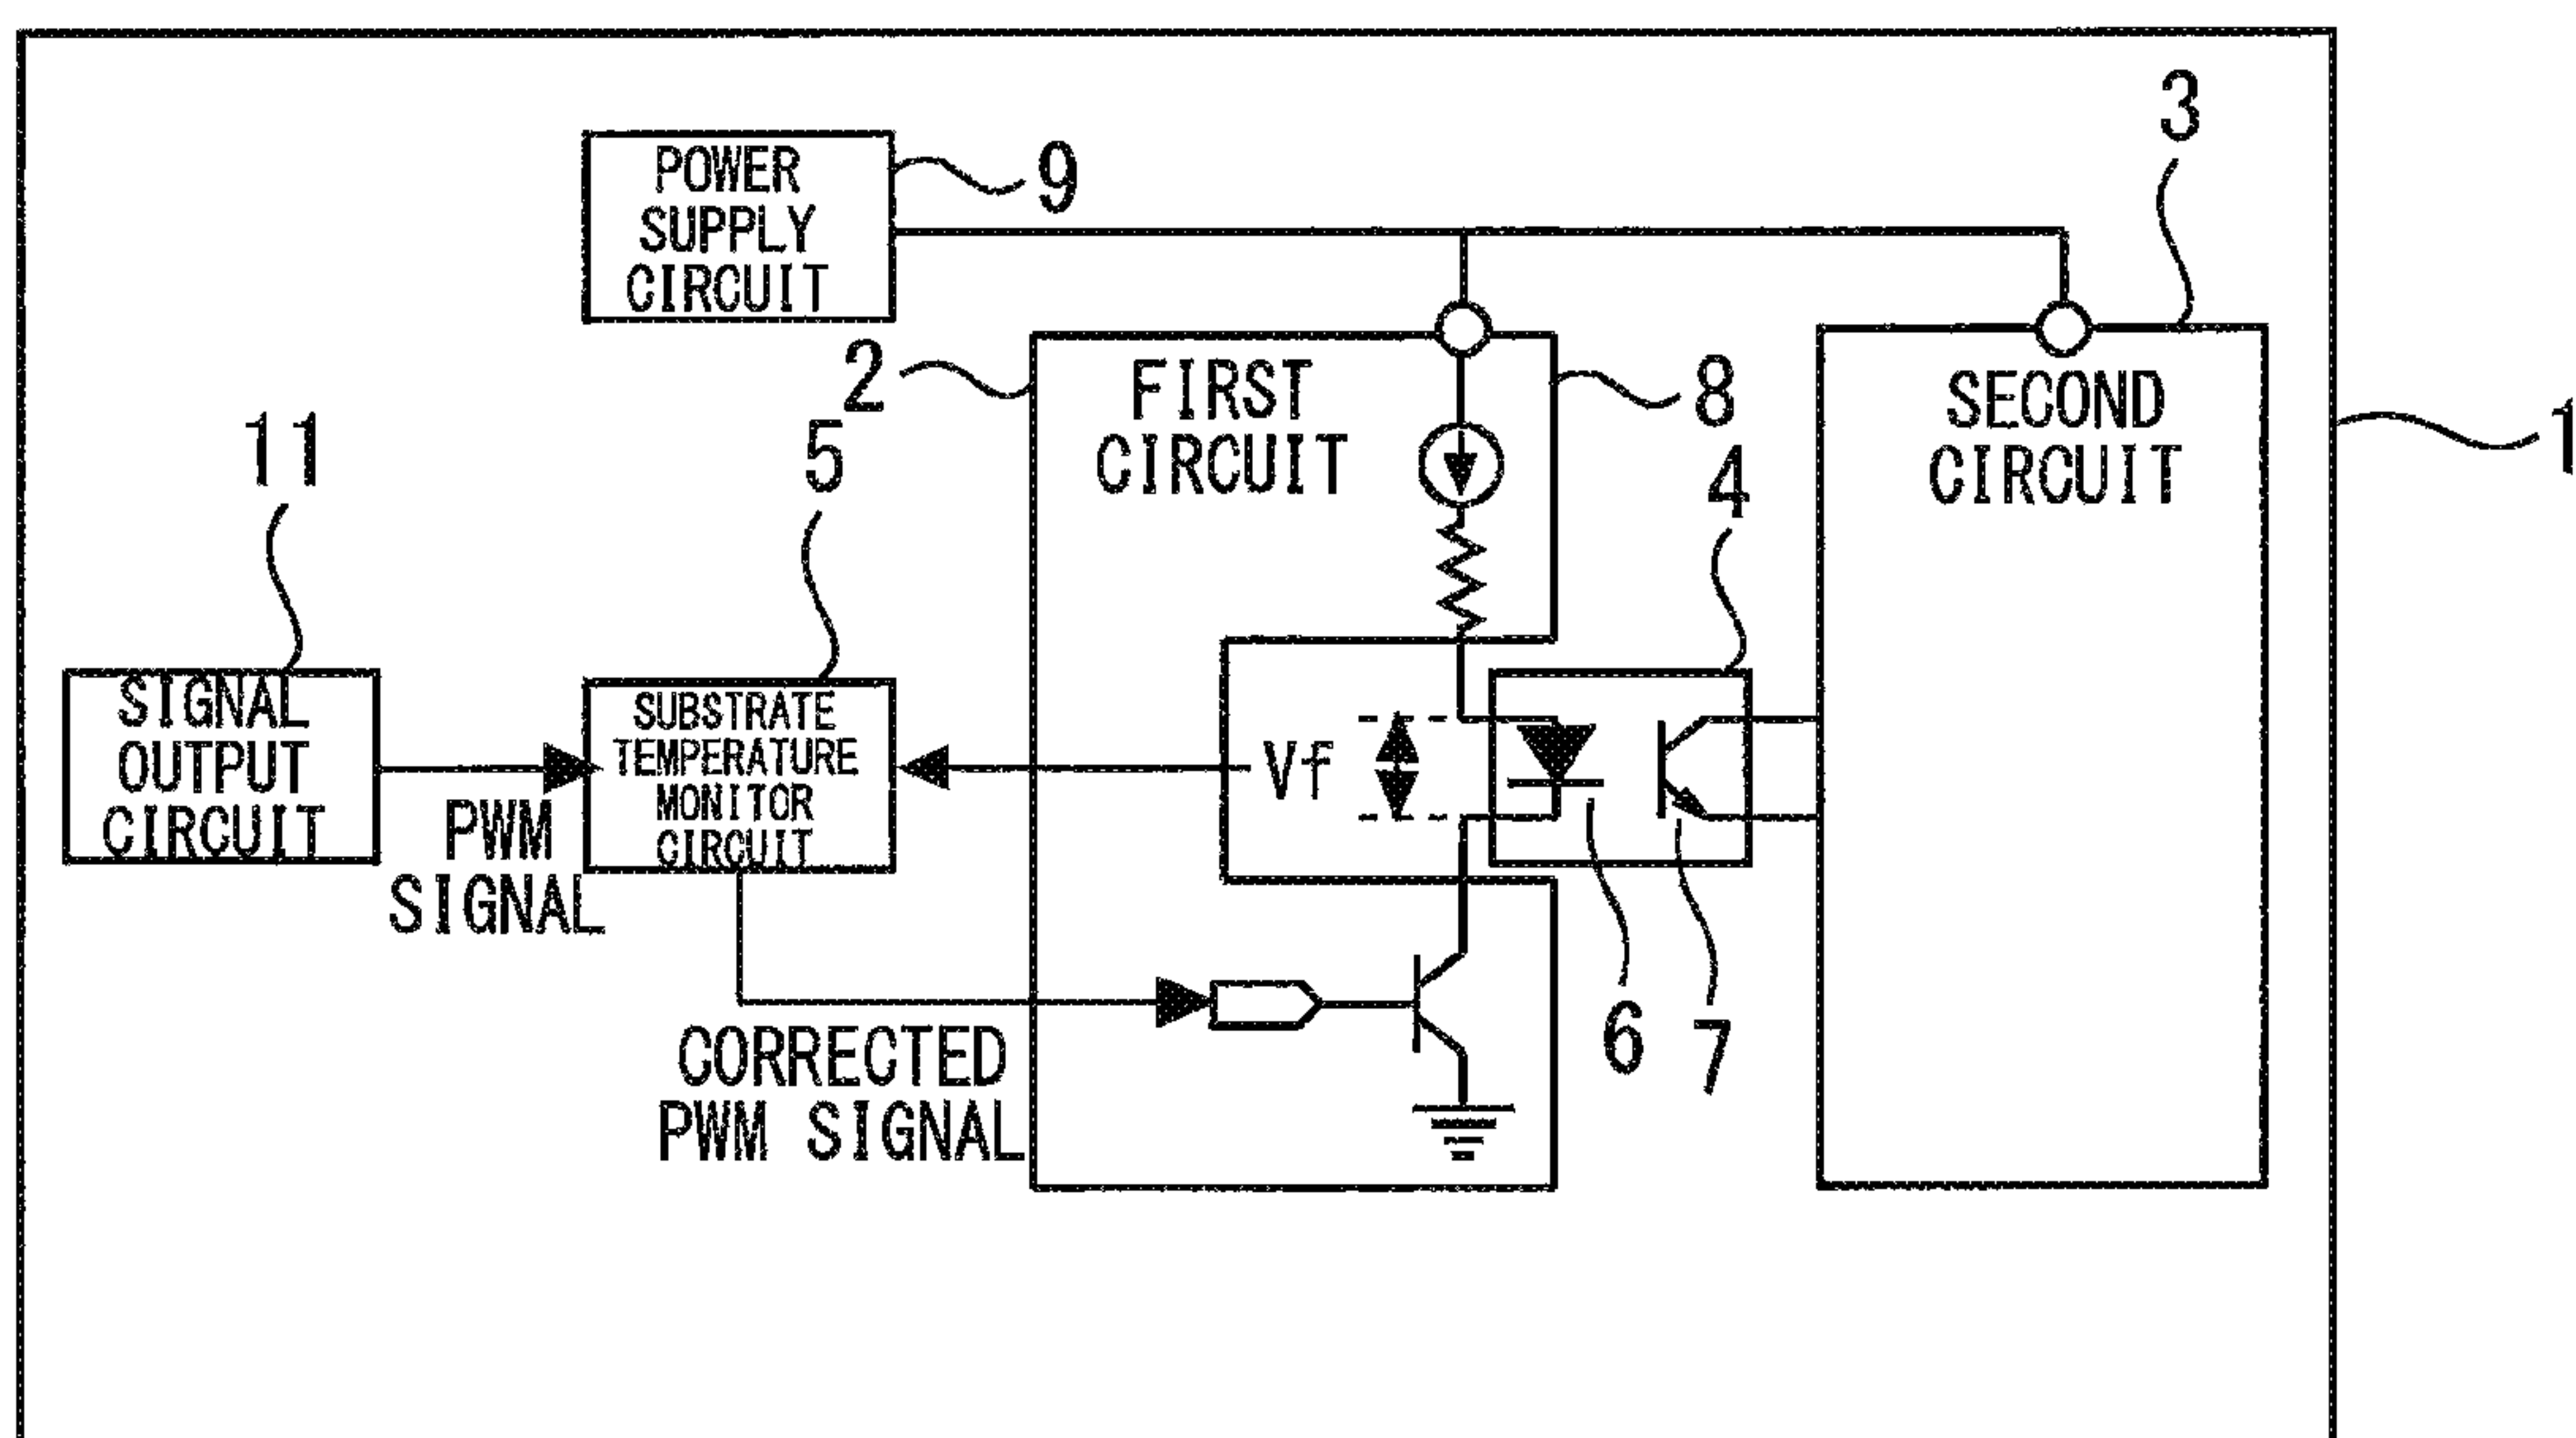 3
POWER
SUPPLY
CIRCUIT
9
2
FIRST
CIRCUIT
8
SECOND
CIRCUIT
1
11
5
4
SIGNAL
OUTPUT
CIRCUIT
SUBSTRATE
TEMPERATURE
MONITOR
CIRCUIT
Vf
PWM
SIGNAL
6
7
CORRECTED
PWM SIGNAL